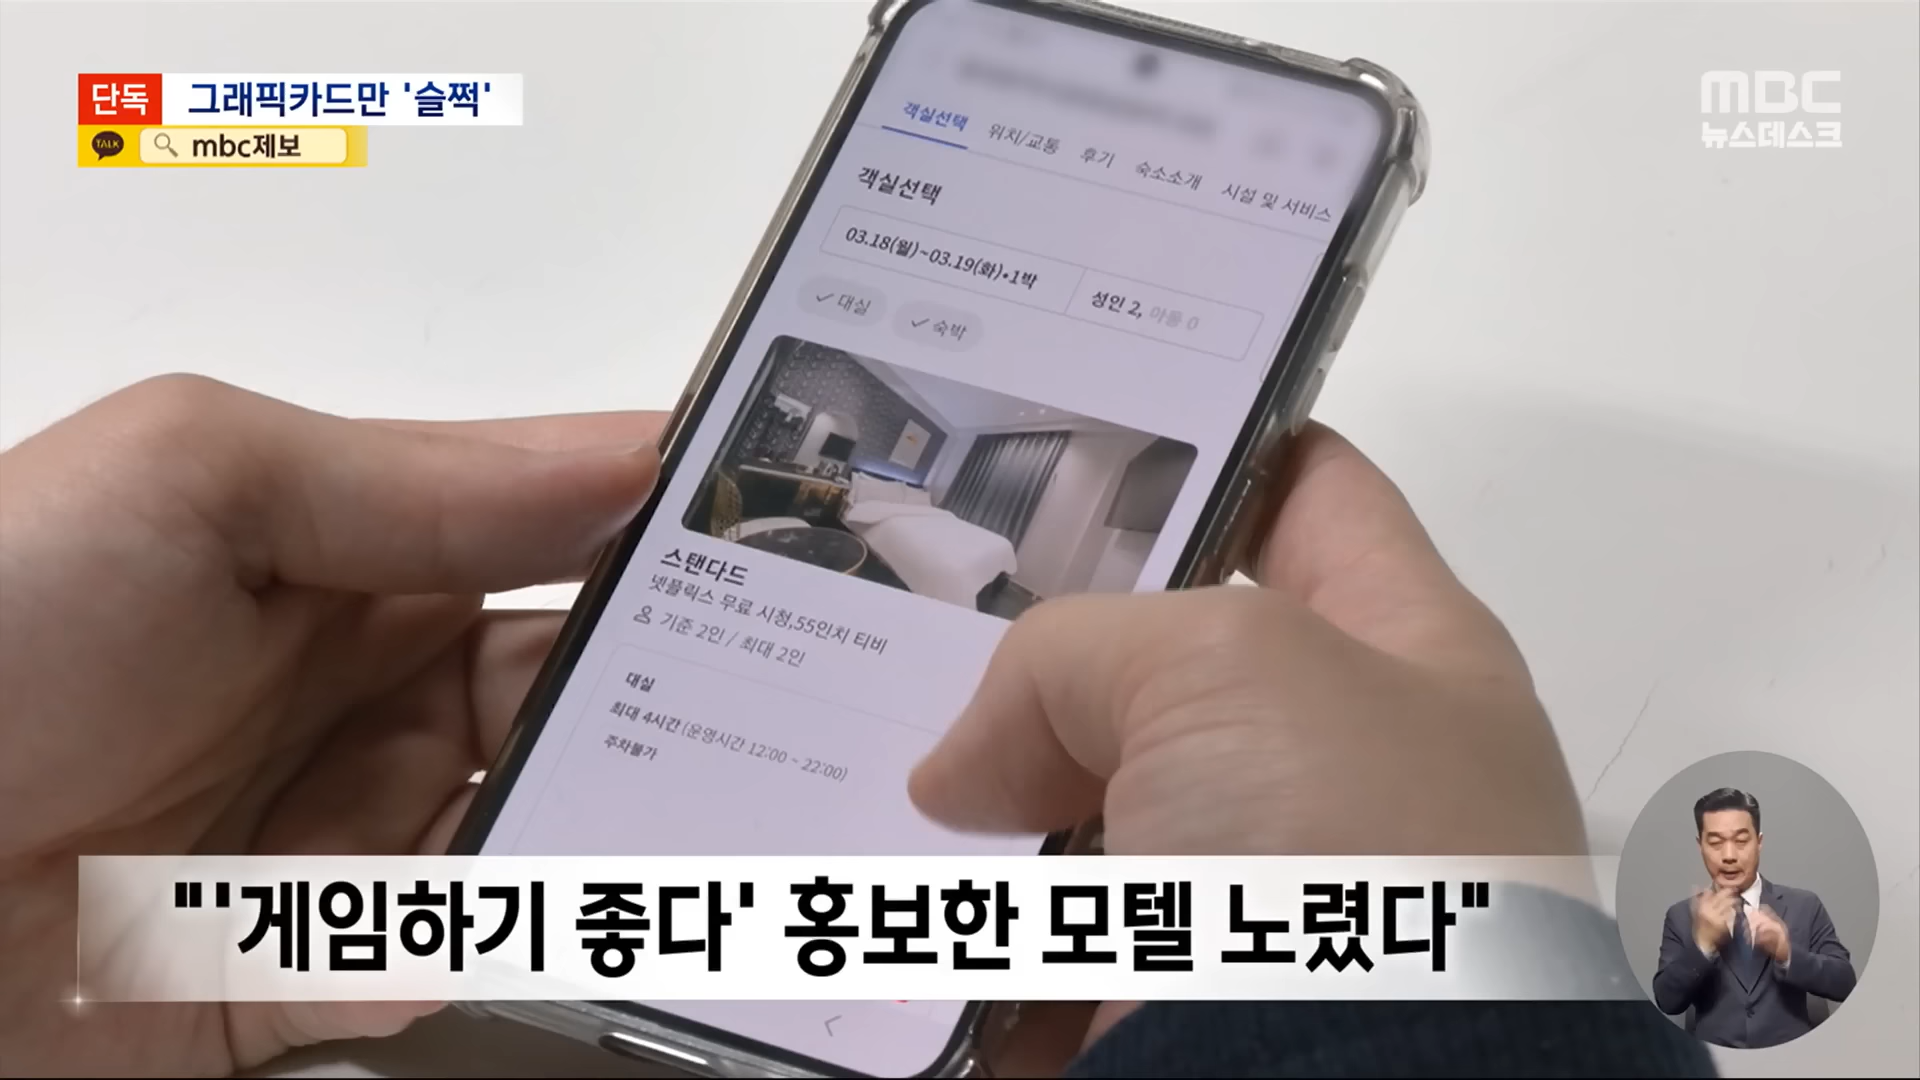 단독 그래픽카드만 '슬쩍'
TALK mbc제보
MBC
뉴스데스크
객실선택 위치/교통 후기 숙소소개 시설 및 서비스
객실선택
03.18(월)~03.19(화)•1박 성인 2, 아동 0
대실 숙박
스탠다드
넷플릭스 무료 시청,55인치 티비
기준 2인 / 최대 2인
대실
최대 4시간 (운영시간 12:00 ~ 22:00)
주차불가
"'게임하기 좋다' 홍보한 모텔 노렸다"